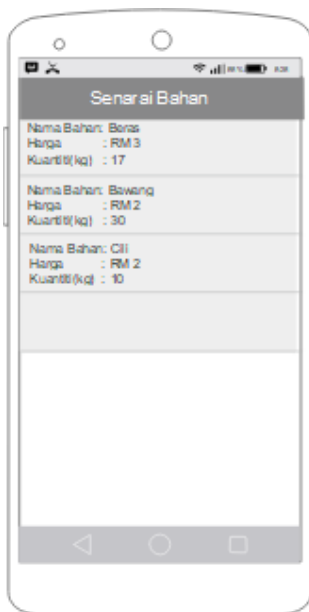 Senarai Bahan
Nama Bahan: Beras
Harga : RM 3
Kuantiti(kg) : 17
Nama Bahan: Bawang
Harga : RM 2
Kuantiti(kg) : 30
Nama Bahan: Cili
Harga : RM 2
Kuantiti(kg) : 10